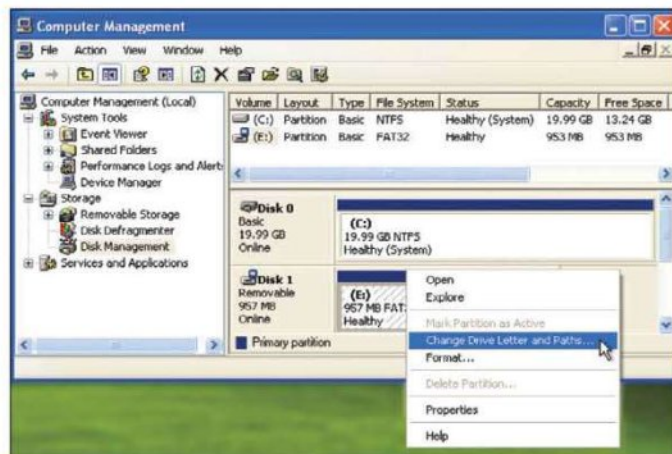 Computer Management
File Action View Window Help
Computer Management (Local)
System Tools
Event Viewer
Shared Folders
Performance Logs and Alert:
Device Manager
Storage
Removable Storage
Disk Defragmenter
Disk Management
Services and Applications
Volume Layout Type File System Status Capacity Free Space
(C:) Partition Basic NTFS Healthy (System) 19.99 GB 13.24 GB
(E:) Partition Basic FAT32 Healthy 953 MB 953 MB
Disk 0
Basic
19.99 GB
Online
(C:)
19.99 GB NTFS
Healthy (System)
Disk 1
Removable
957 MB
Online
(E:)
957 MB FAT:
Healthy
Primary partition
Open
Explore
Mark Partition as Active
Change Drive Letter and Paths...
Format...
Delete Partition...
Properties
Help